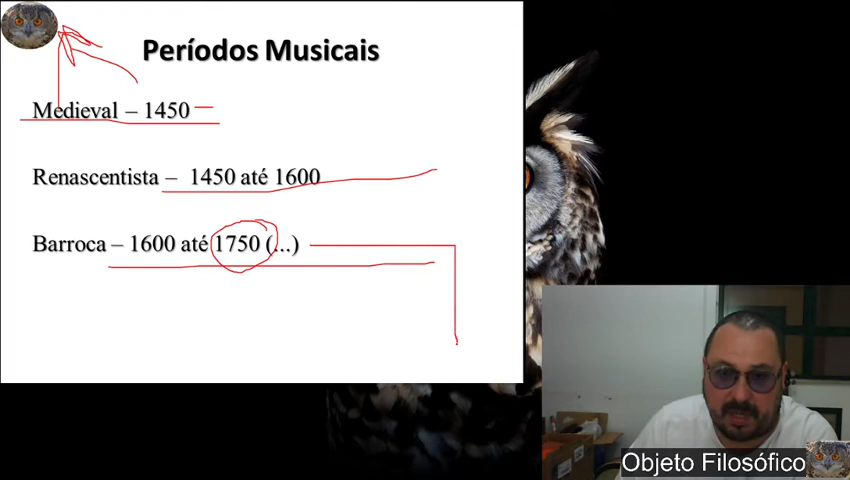 Períodos Musicais
Medieval – 1450
Renascentista – 1450 até 1600
Barroca – 1600 até 1750 (...)
Objeto Filosófico